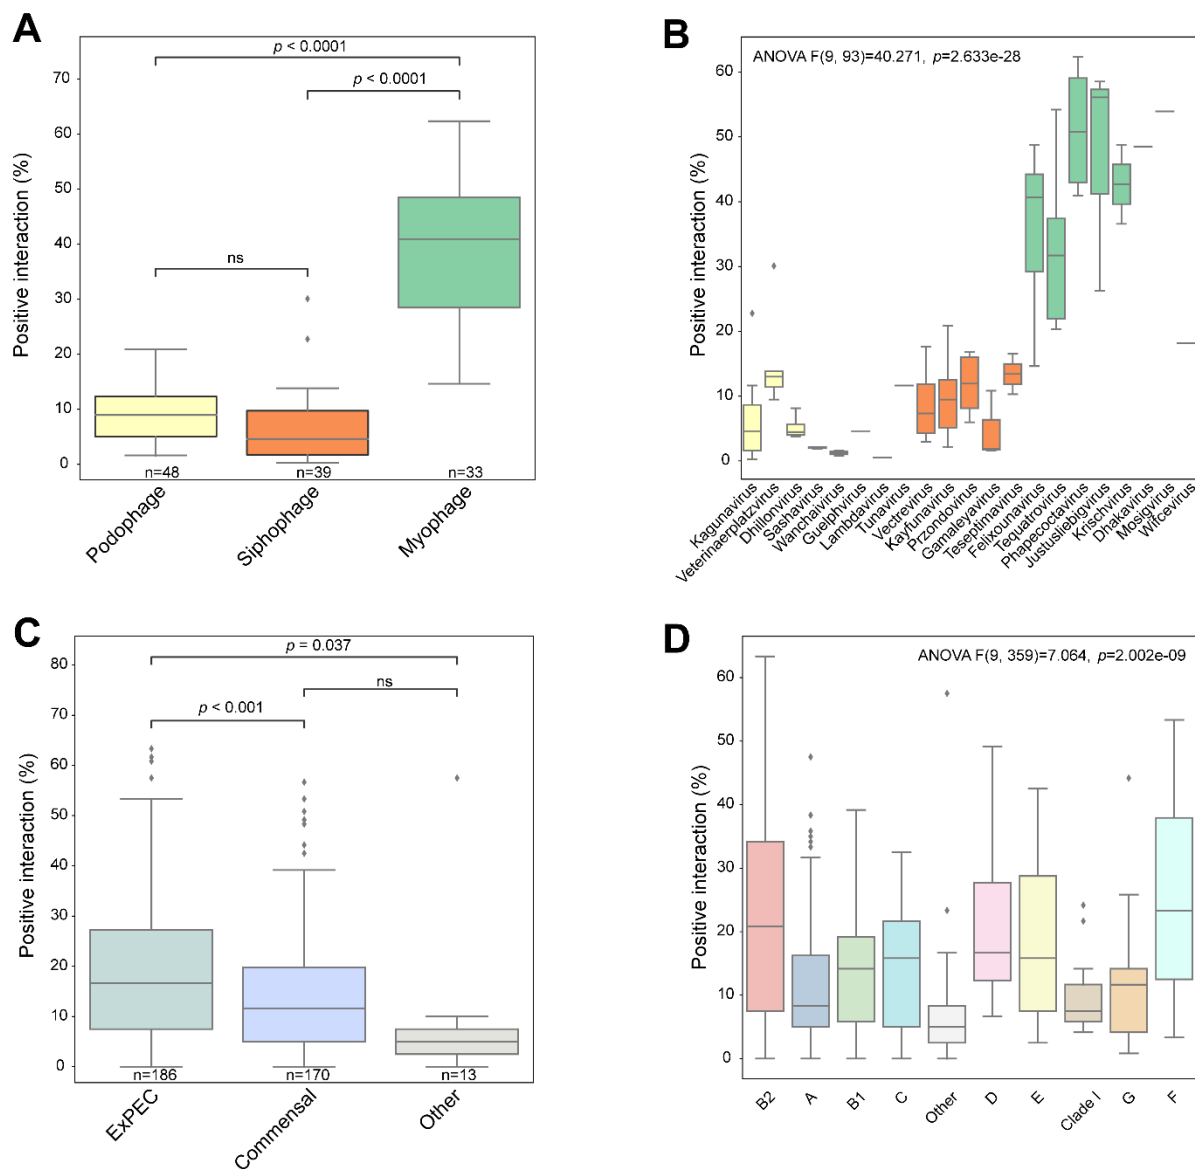 A
Positive interaction (%)
70
60
50
40
30
20
10
0
p < 0.0001
p < 0.0001
ns
n=48
n=39
n=33
Podophage
Siphophage
Myophage
B
Positive interaction (%)
60
50
40
30
20
10
0
ANOVA F(9, 93)=40.271, p=2.633e-28
Kagunavirus
Veterinaerplatzvirus
Dhillonvirus
Sashavirus
Wanchaivirus
Guelphvirus
Lambdavirus
Tunavirus
Vectrevirus
Kayfunavirus
Przondovirus
Gamaleyavirus
Teseptimavirus
Felixounavirus
Tequatrovirus
Phapecoctavirus
Justusliebigvirus
Krischvirus
Dhakavirus
Mosigvirus
Wifcevirus
C
Positive interaction (%)
80
70
60
50
40
30
20
10
0
p = 0.037
ns
p < 0.001
n=186
n=170
n=13
ExPEC
Commensal
Other
D
Positive interaction (%)
60
50
40
30
20
10
0
ANOVA F(9, 359)=7.064, p=2.002e-09
B2
A
B1
C
Other
D
E
Clade I
G
F